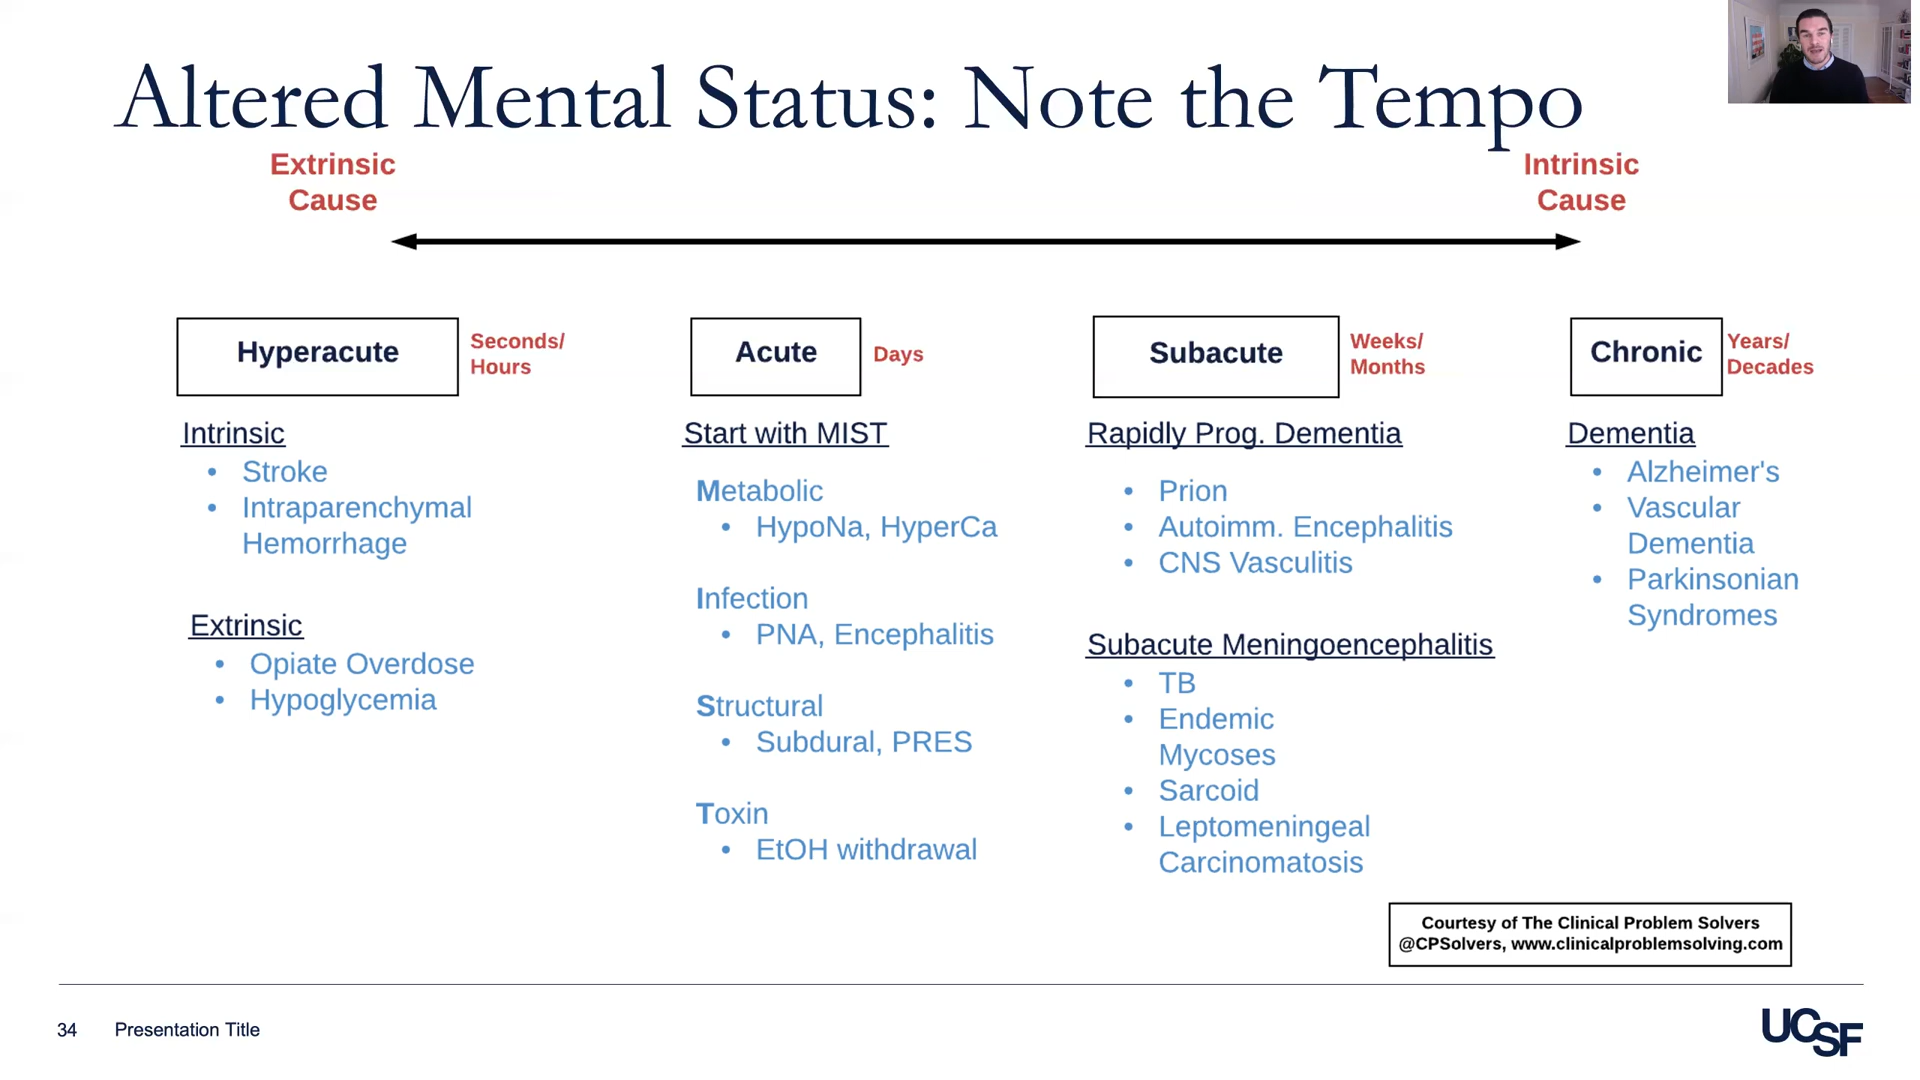 Altered Mental Status: Note the Tempo
Extrinsic
Cause
Intrinsic
Cause
Hyperacute
Seconds/
Hours
Intrinsic
• Stroke
• Intraparenchymal
Hemorrhage
Extrinsic
• Opiate Overdose
• Hypoglycemia
Acute
Days
Start with MIST
Metabolic
• HypoNa, HyperCa
Infection
• PNA, Encephalitis
Structural
• Subdural, PRES
Toxin
• EtOH withdrawal
Subacute
Weeks/
Months
Rapidly Prog. Dementia
• Prion
• Autoimm. Encephalitis
• CNS Vasculitis
Subacute Meningoencephalitis
• TB
• Endemic
Mycoses
• Sarcoid
• Leptomeningeal
Carcinomatosis
Chronic
Years/
Decades
Dementia
• Alzheimer's
• Vascular
Dementia
• Parkinsonian
Syndromes
Courtesy of The Clinical Problem Solvers
@CPSolvers, www.clinicalproblemsolving.com
34 Presentation Title
UCSF